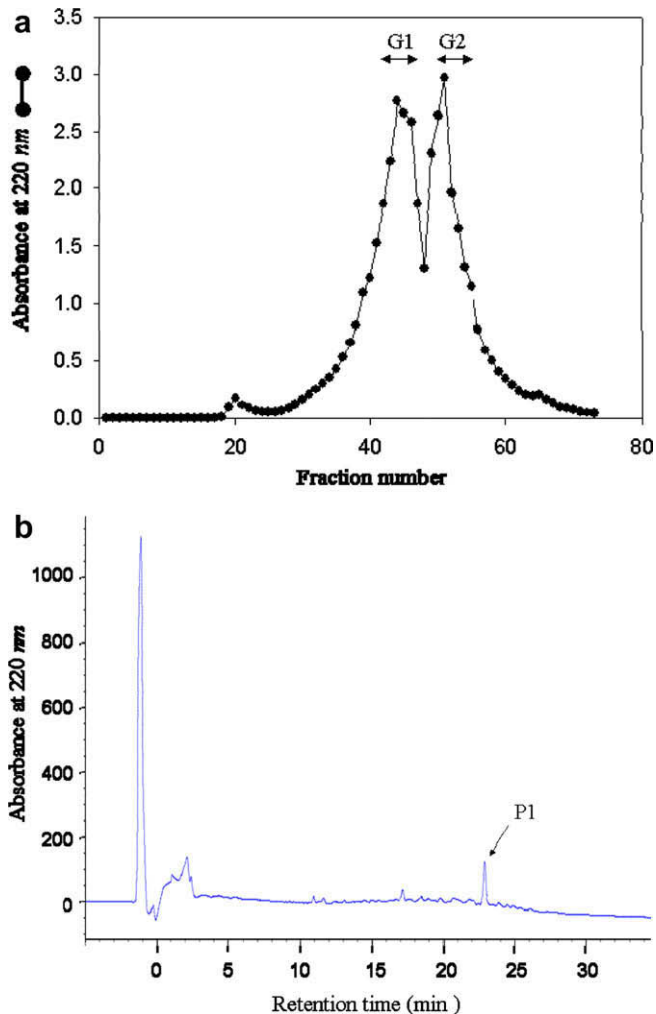 a
G1 G2
3.5
3.0
2.5
2.0
1.5
1.0
0.5
0.0
Absorbance at 220 nm
0 20 40 60 80
Fraction number
b
1000
800
600
400
200
0
Absorbance at 220 nm
P1
0 5 10 15 20 25 30
Retention time (min )